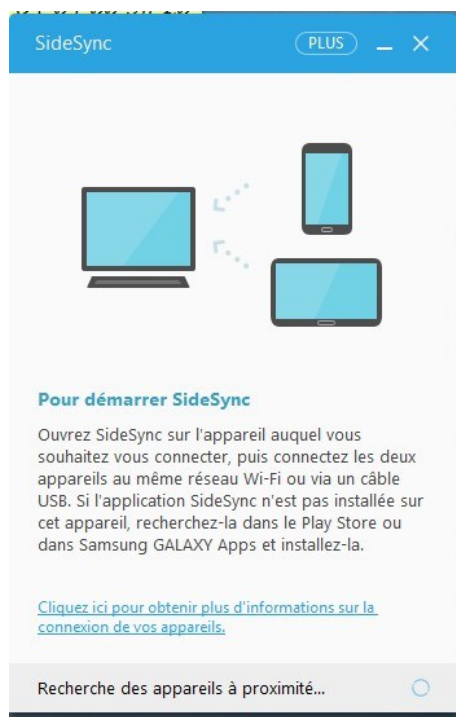 SideSync
PLUS
Pour démarrer SideSync
Ouvrez SideSync sur l'appareil auquel vous
souhaitez vous connecter, puis connectez les deux
appareils au même réseau Wi-Fi ou via un câble
USB. Si l'application SideSync n'est pas installée sur
cet appareil, recherchez-la dans le Play Store ou
dans Samsung GALAXY Apps et installez-la.
Cliquez ici pour obtenir plus d'informations sur la
connexion de vos appareils.
Recherche des appareils à proximité...